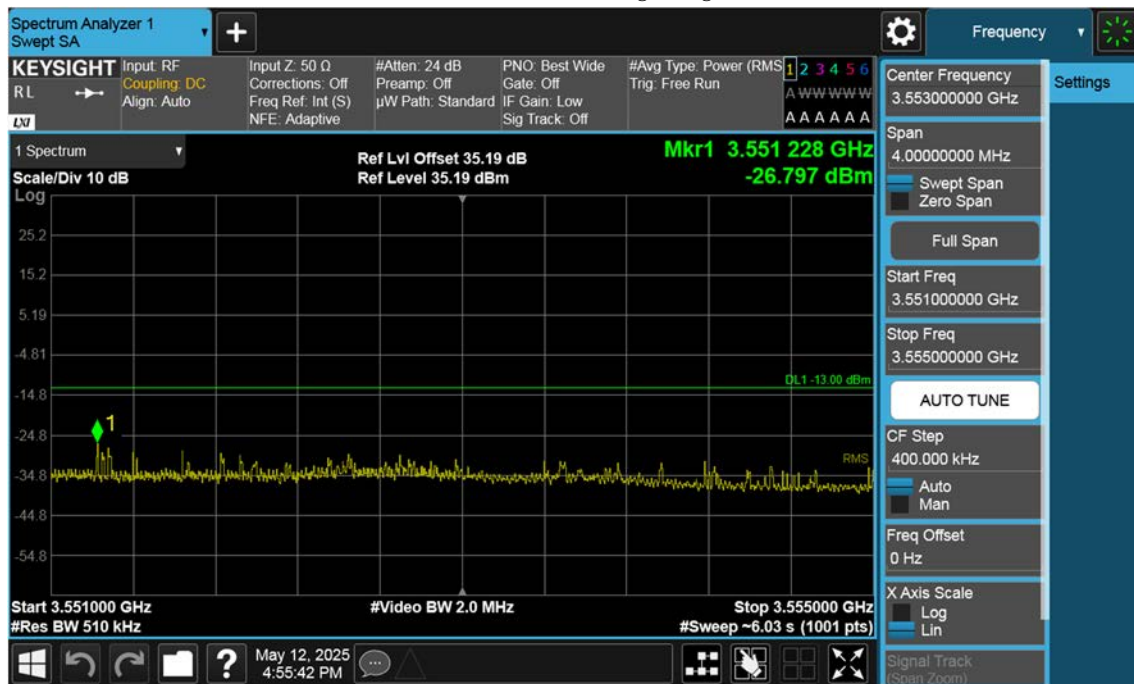 Spectrum Analyzer 1
Swept SA
+
Frequency
KEYSIGHT
RL
LXI
Input: RF
Coupling: DC
Align: Auto
Input Z: 50 Ω
Corrections: Off
Freq Ref: Int (S)
NFE: Adaptive
#Atten: 24 dB
Preamp: Off
µW Path: Standard
PNO: Best Wide
Gate: Off
IF Gain: Low
Sig Track: Off
#Avg Type: Power (RMS
Trig: Free Run
1 2 3 4 5 6
A W W W W W
A A A A A A
Center Frequency
3.553000000 GHz
Settings
Span
4.00000000 MHz
Swept Span
Zero Span
Full Span
Start Freq
3.551000000 GHz
Stop Freq
3.555000000 GHz
AUTO TUNE
CF Step
400.000 kHz
Auto
Man
Freq Offset
0 Hz
X Axis Scale
Log
Lin
Signal Track
(Span Zoom)
1 Spectrum
Scale/Div 10 dB
Ref Lvl Offset 35.19 dB
Ref Level 35.19 dBm
Mkr1 3.551 228 GHz
-26.797 dBm
Log
25.2
15.2
5.19
-4.81
DL1 -13.00 dBm
-14.8
1
-24.8
RMS
-34.8
-44.8
-54.8
Start 3.551000 GHz
#Video BW 2.0 MHz
Stop 3.555000 GHz
#Res BW 510 kHz
#Sweep ~6.03 s (1001 pts)
?
May 12, 2025
4:55:42 PM